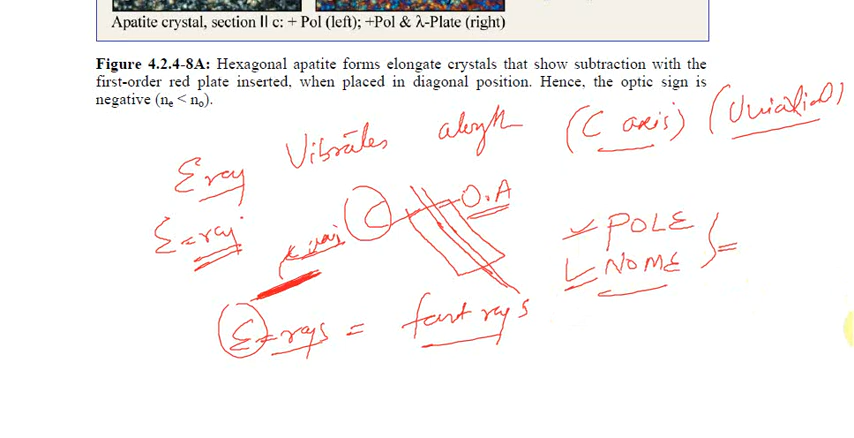 Apatite crystal, section || c: + Pol (left); +Pol & λ-Plate (right)
Figure 4.2.4-8A: Hexagonal apatite forms elongate crystals that show subtraction with the
first-order red plate inserted, when placed in diagonal position. Hence, the optic sign is
negative (nₑ < nₒ).
Σ ray Vibrates along (C axis) (Uniaxial)
Σ-ray C O.A
POLE
NOME =
Σ-rays = fast rays